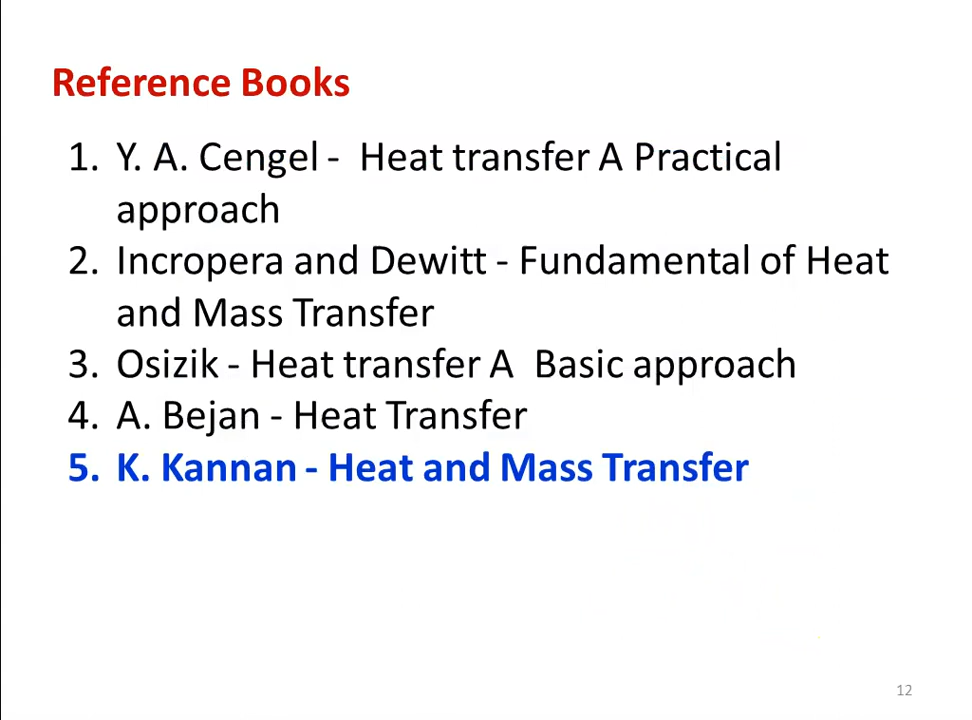 Reference Books
1. Y. A. Cengel - Heat transfer A Practical
approach
2. Incropera and Dewitt - Fundamental of Heat
and Mass Transfer
3. Osizik - Heat transfer A Basic approach
4. A. Bejan - Heat Transfer
5. K. Kannan - Heat and Mass Transfer
12